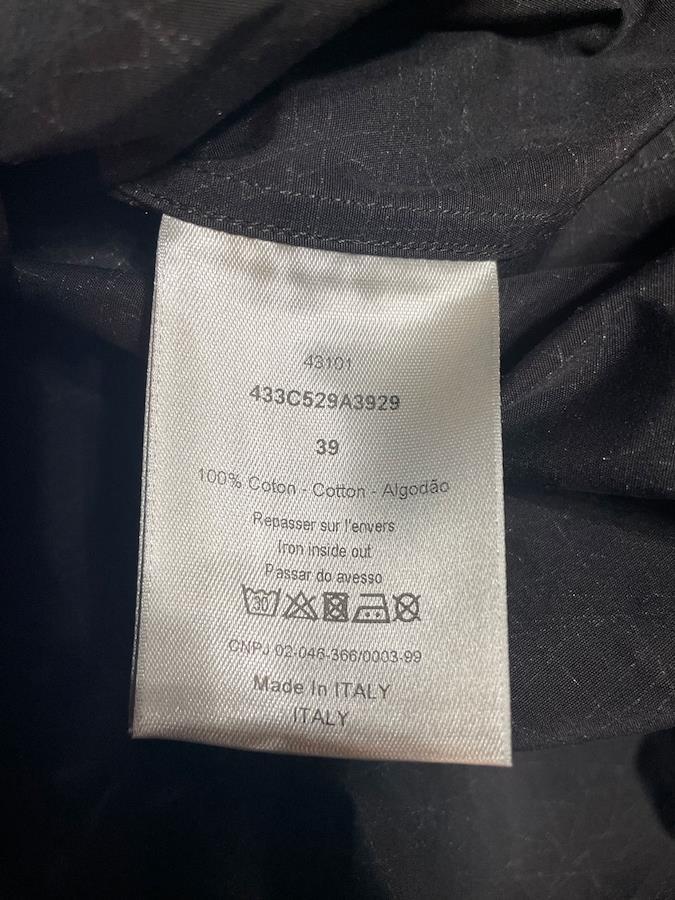 43101
433C529A3929
39
100% Coton - Cotton - Algodão
Repasser sur l'envers
Iron inside out
Passar do avesso
30
CNPJ 02-046-366/0003-99
Made In ITALY
ITALY